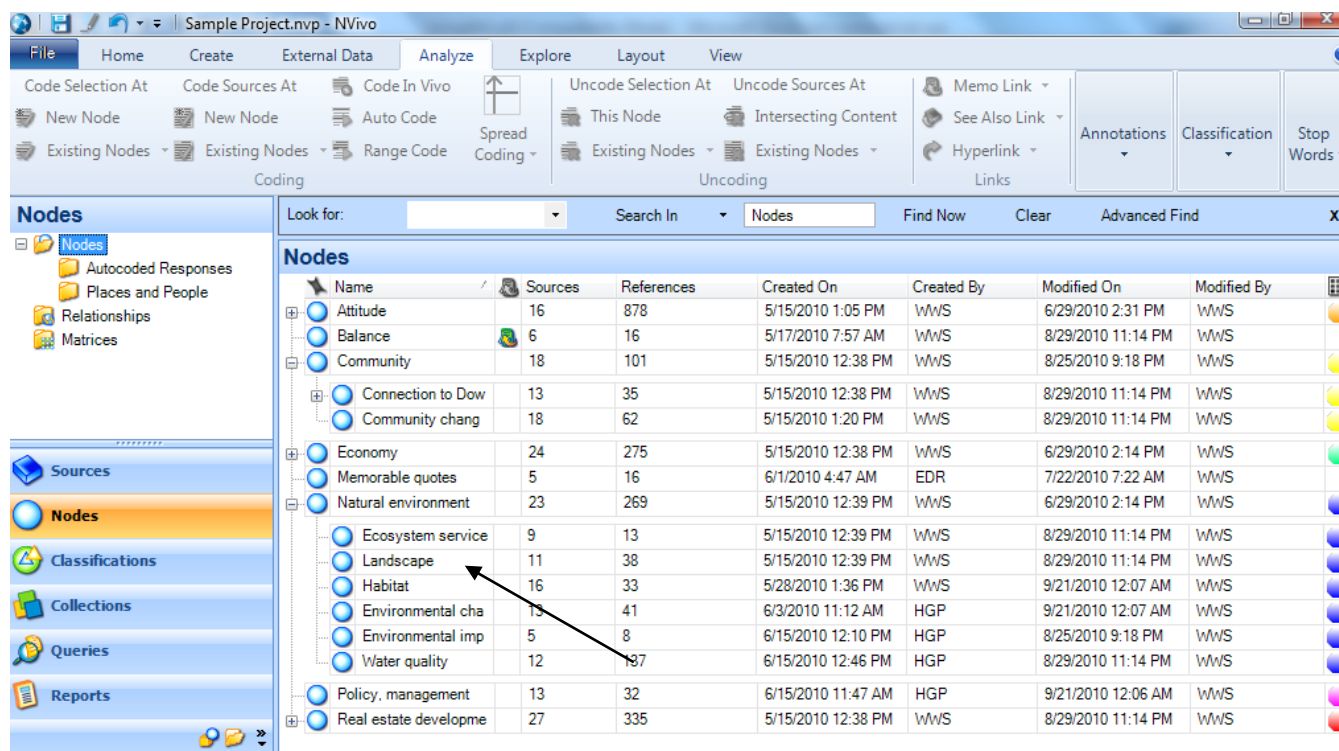 Sample Project.nvp - NVivo
File Home Create External Data Analyze Explore Layout View
Code Selection At Code Sources At Code In Vivo Uncode Selection At Uncode Sources At Memo Link
New Node New Node Auto Code Spread Coding This Node Intersecting Content See Also Link Annotations Classification Stop Words
Existing Nodes Existing Nodes Range Code Existing Nodes Existing Nodes Hyperlink
Coding Uncoding Links
Nodes
Nodes
Autocoded Responses
Places and People
Relationships
Matrices
Sources
Nodes
Classifications
Collections
Queries
Reports
Look for: Search In Nodes Find Now Clear Advanced Find x
Nodes
Name Sources References Created On Created By Modified On Modified By
Attitude 16 878 5/15/2010 1:05 PM WWS 6/29/2010 2:31 PM WWS
Balance 6 16 5/17/2010 7:57 AM WWS 8/29/2010 11:14 PM WWS
Community 18 101 5/15/2010 12:38 PM WWS 8/25/2010 9:18 PM WWS
Connection to Dow 13 35 5/15/2010 12:38 PM WWS 8/29/2010 11:14 PM WWS
Community chang 18 62 5/15/2010 1:20 PM WWS 8/29/2010 11:14 PM WWS
Economy 24 275 5/15/2010 12:38 PM WWS 6/29/2010 2:14 PM WWS
Memorable quotes 5 16 6/1/2010 4:47 AM EDR 7/22/2010 7:22 AM WWS
Natural environment 23 269 5/15/2010 12:39 PM WWS 6/29/2010 2:14 PM WWS
Ecosystem service 9 13 5/15/2010 12:39 PM WWS 8/29/2010 11:14 PM WWS
Landscape 11 38 5/15/2010 12:39 PM WWS 8/29/2010 11:14 PM WWS
Habitat 16 33 5/28/2010 1:36 PM WWS 9/21/2010 12:07 AM WWS
Environmental cha 13 41 6/3/2010 11:12 AM HGP 9/21/2010 12:07 AM WWS
Environmental imp 5 8 6/15/2010 12:10 PM HGP 8/25/2010 9:18 PM WWS
Water quality 12 137 6/15/2010 12:46 PM HGP 8/29/2010 11:14 PM WWS
Policy, management 13 32 6/15/2010 11:47 AM HGP 9/21/2010 12:06 AM WWS
Real estate developme 27 335 5/15/2010 12:38 PM WWS 8/29/2010 11:14 PM WWS